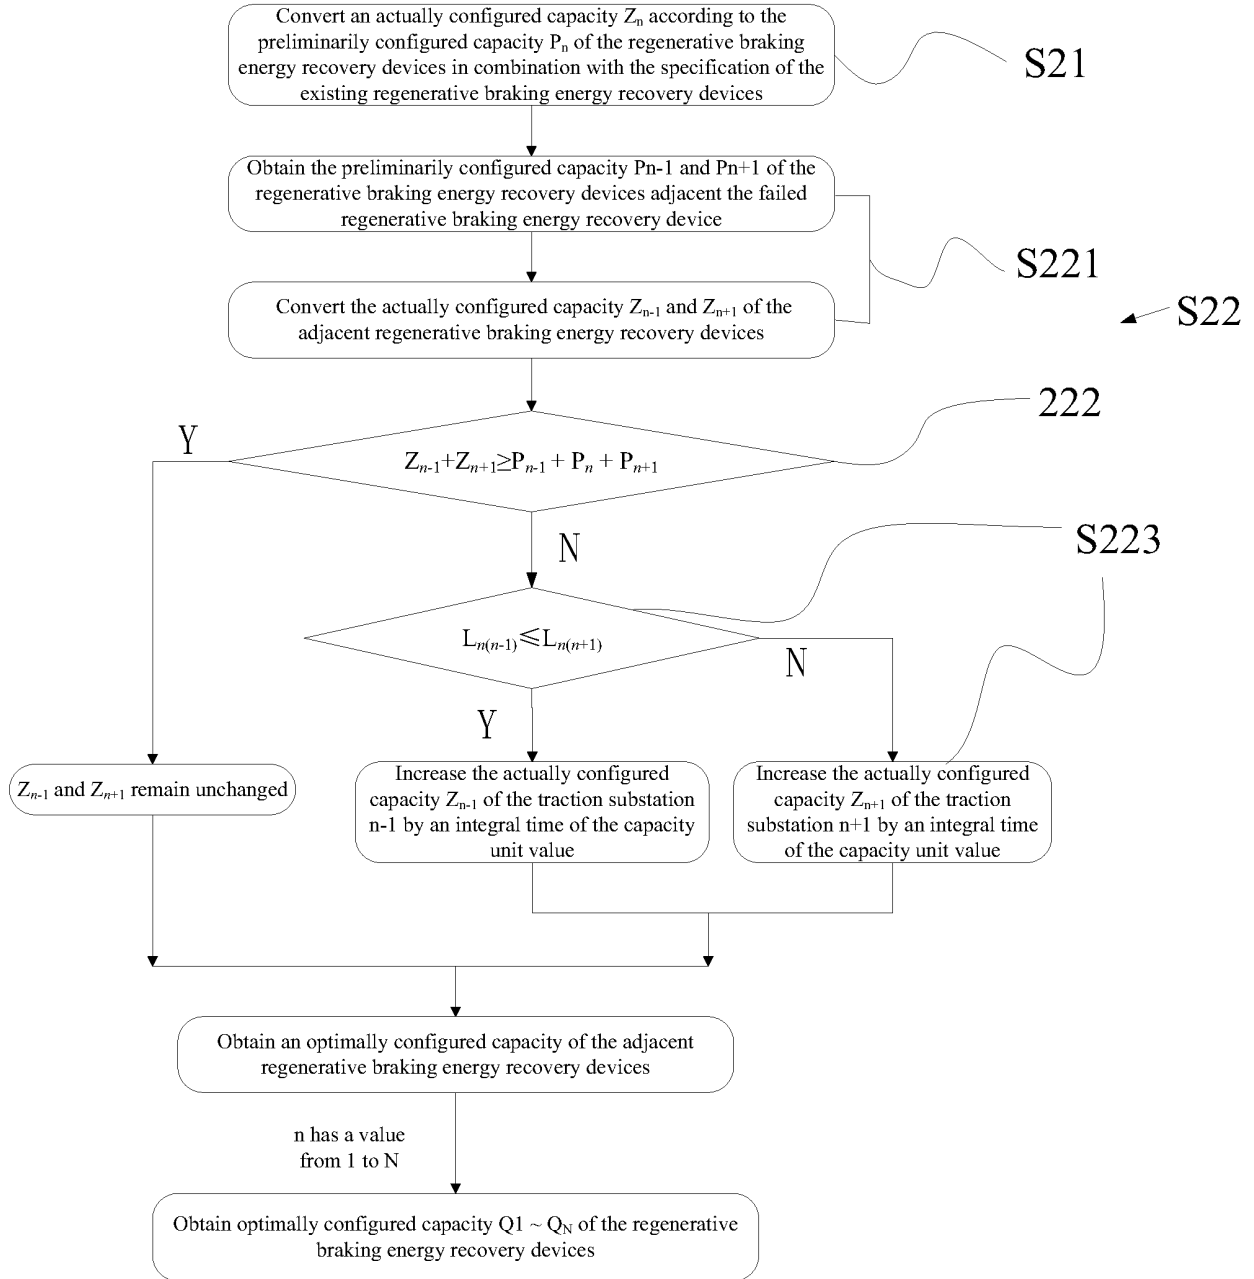 Convert an actually configured capacity Zn according to the
preliminarily configured capacity Pn of the regenerative braking
energy recovery devices in combination with the specification of the
existing regenerative braking energy recovery devices
S21
Obtain the preliminarily configured capacity Pn-1 and Pn+1 of the
regenerative braking energy recovery devices adjacent the failed
regenerative braking energy recovery device
S221
Convert the actually configured capacity Zn-1 and Zn+1 of the
adjacent regenerative braking energy recovery devices
S22
222
Y
Zn-1+Zn+1≥Pn-1 + Pn + Pn+1
N
S223
Ln(n-1)≤Ln(n+1)
N
Y
Zn-1 and Zn+1 remain unchanged
Increase the actually configured
capacity Zn-1 of the traction substation
n-1 by an integral time of the capacity
unit value
Increase the actually configured
capacity Zn+1 of the traction
substation n+1 by an integral time
of the capacity unit value
Obtain an optimally configured capacity of the adjacent
regenerative braking energy recovery devices
n has a value
from 1 to N
Obtain optimally configured capacity Q1 ~ QN of the regenerative
braking energy recovery devices